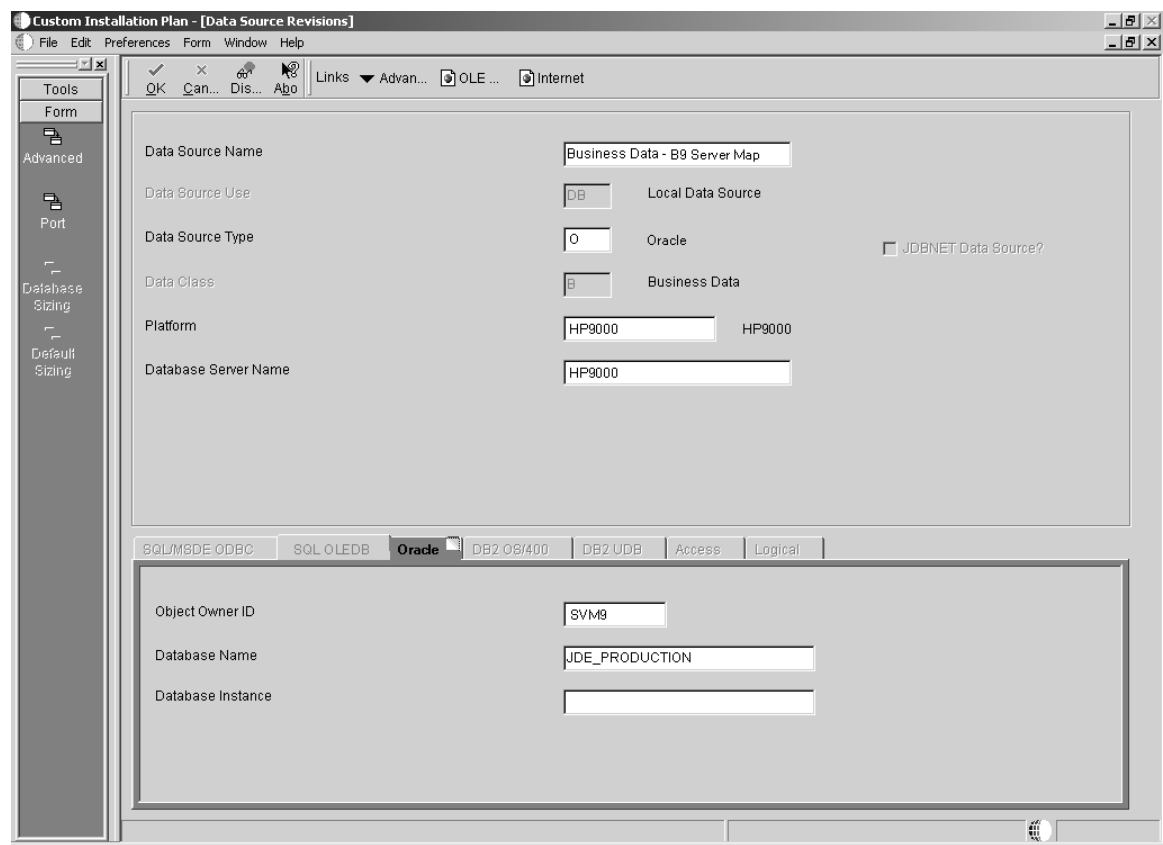 Custom Installation Plan - [Data Source Revisions]
File Edit Preferences Form Window Help
Tools
Form
Advanced
Port
Database
Sizing
Default
Sizing
OK Can... Dis... Abo Links Advan... OLE ... Internet
Data Source Name Business Data - B9 Server Map
Data Source Use DB Local Data Source
Data Source Type O Oracle JDBNET Data Source?
Data Class B Business Data
Platform HP9000 HP9000
Database Server Name HP9000
SQL/MSDE ODBC SQL OLEDB Oracle DB2 OS/400 DB2 UDB Access Logical
Object Owner ID SVM9
Database Name JDE_PRODUCTION
Database Instance